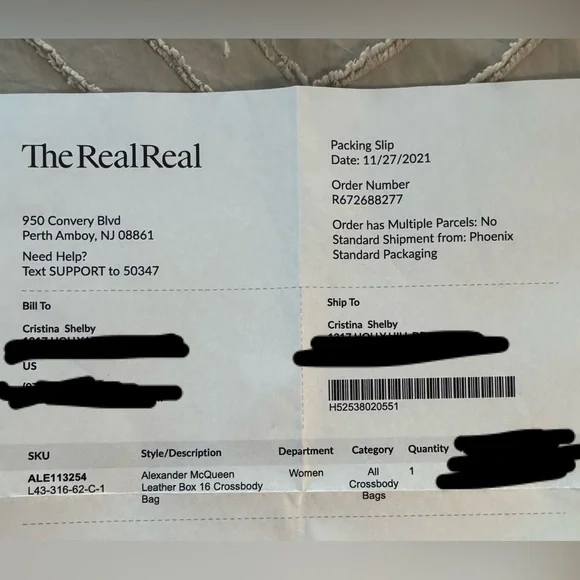 The RealReal
Packing Slip
Date: 11/27/2021
Order Number
R672688277
950 Convery Blvd
Perth Amboy, NJ 08861
Order has Multiple Parcels: No
Standard Shipment from: Phoenix
Standard Packaging
Need Help?
Text SUPPORT to 50347
Bill To
Cristina Shelby
US
Ship To
Cristina Shelby
H52538020551
SKU Style/Description Department Category Quantity
ALE113254 Alexander McQueen Women All 1
L43-316-62-C-1 Leather Box 16 Crossbody Crossbody
Bag Bags